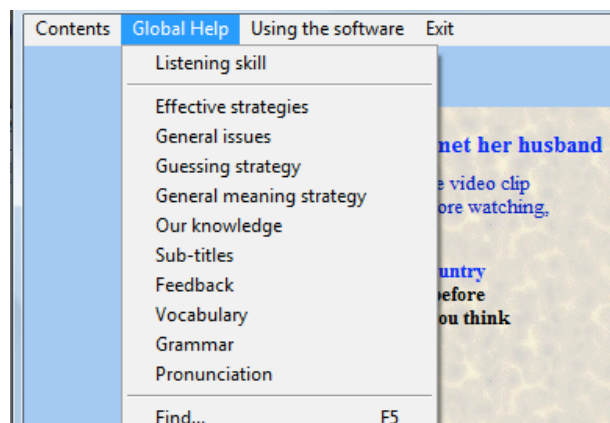 Contents Global Help Using the software Exit
Listening skill
Effective strategies
General issues
Guessing strategy
General meaning strategy
Our knowledge
Sub-titles
Feedback
Vocabulary
Grammar
Pronunciation
Find... F5
met her husband
video clip
ore watching,
untry
before
ou think